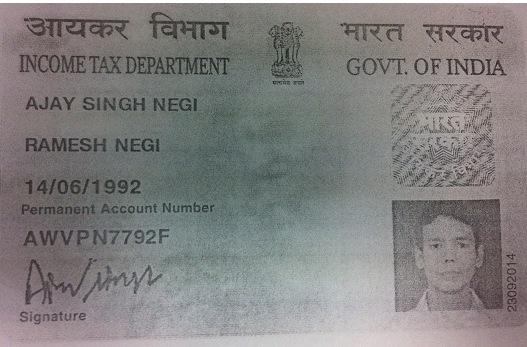 आयकर विभाग
भारत सरकार
INCOME TAX DEPARTMENT
GOVT. OF INDIA
AJAY SINGH NEGI
RAMESH NEGI
14/06/1992
Permanent Account Number
AWVPN7792F
Signature
भारत
23092014